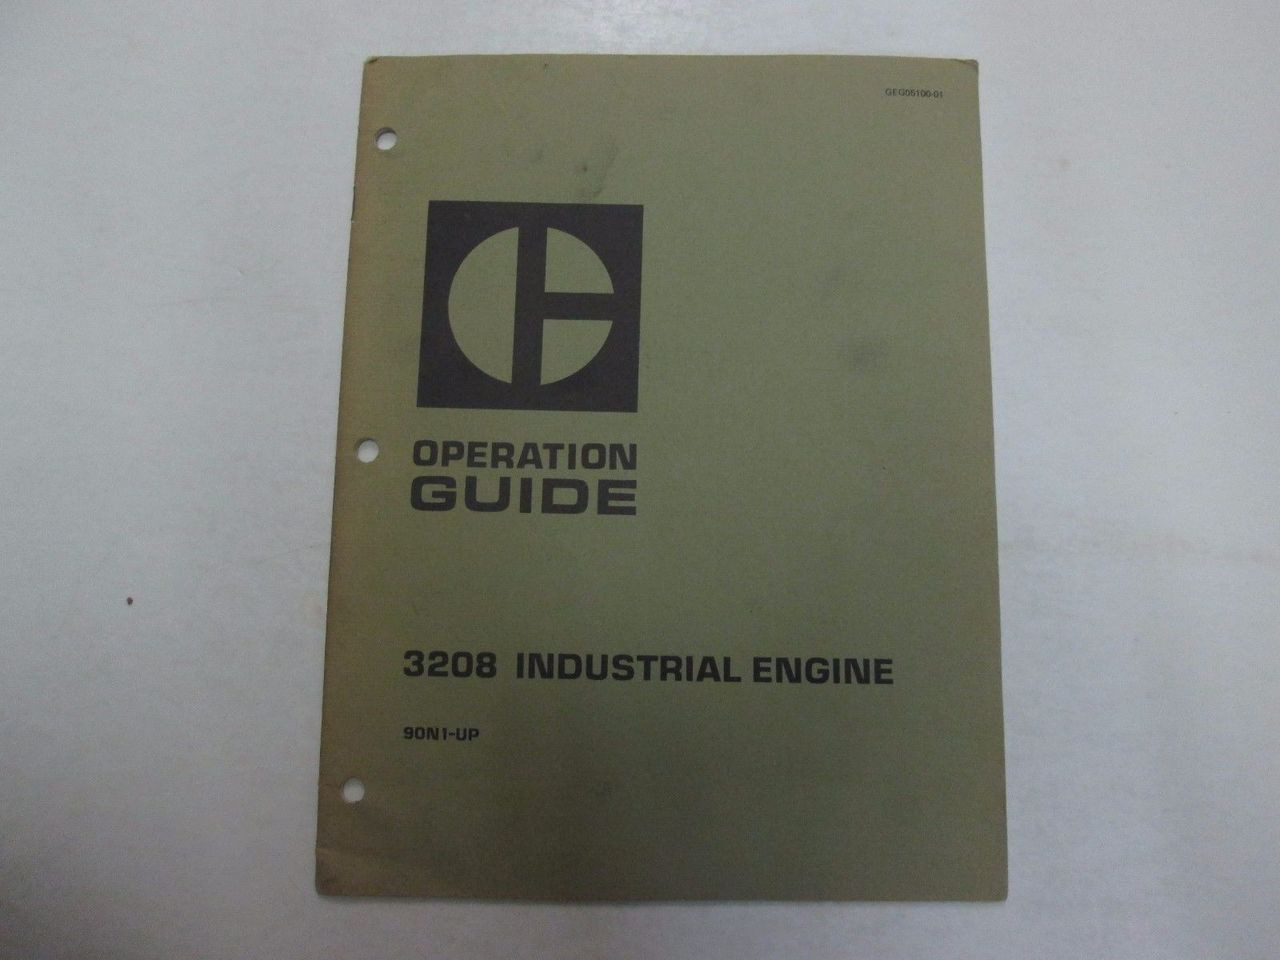 GEG05100-01
OPERATION
GUIDE
3208 INDUSTRIAL ENGINE
90N1-UP